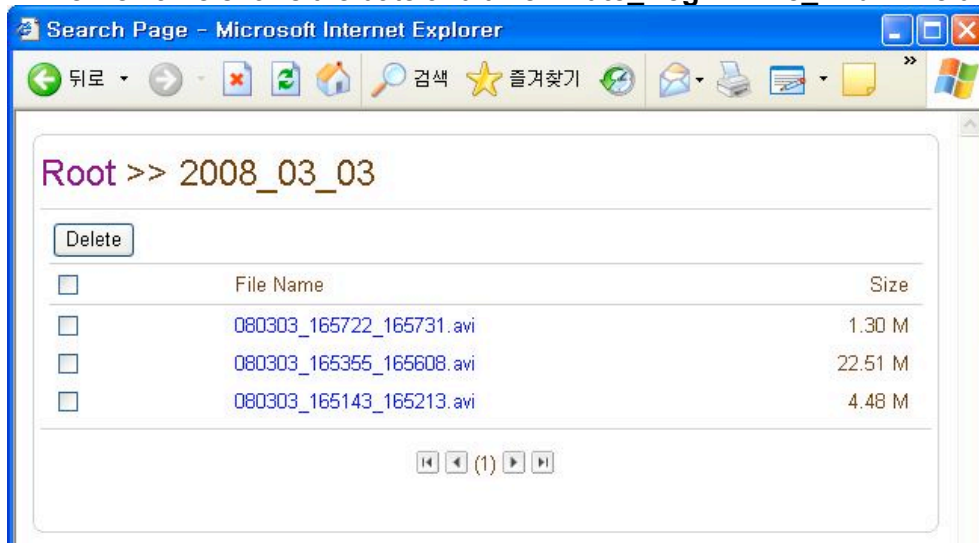 Search Page - Microsoft Internet Explorer
뒤로 검색 즐겨찾기 »
Root >> 2008_03_03
Delete
File Name Size
080303_165722_165731.avi 1.30 M
080303_165355_165608.avi 22.51 M
080303_165143_165213.avi 4.48 M
(1)